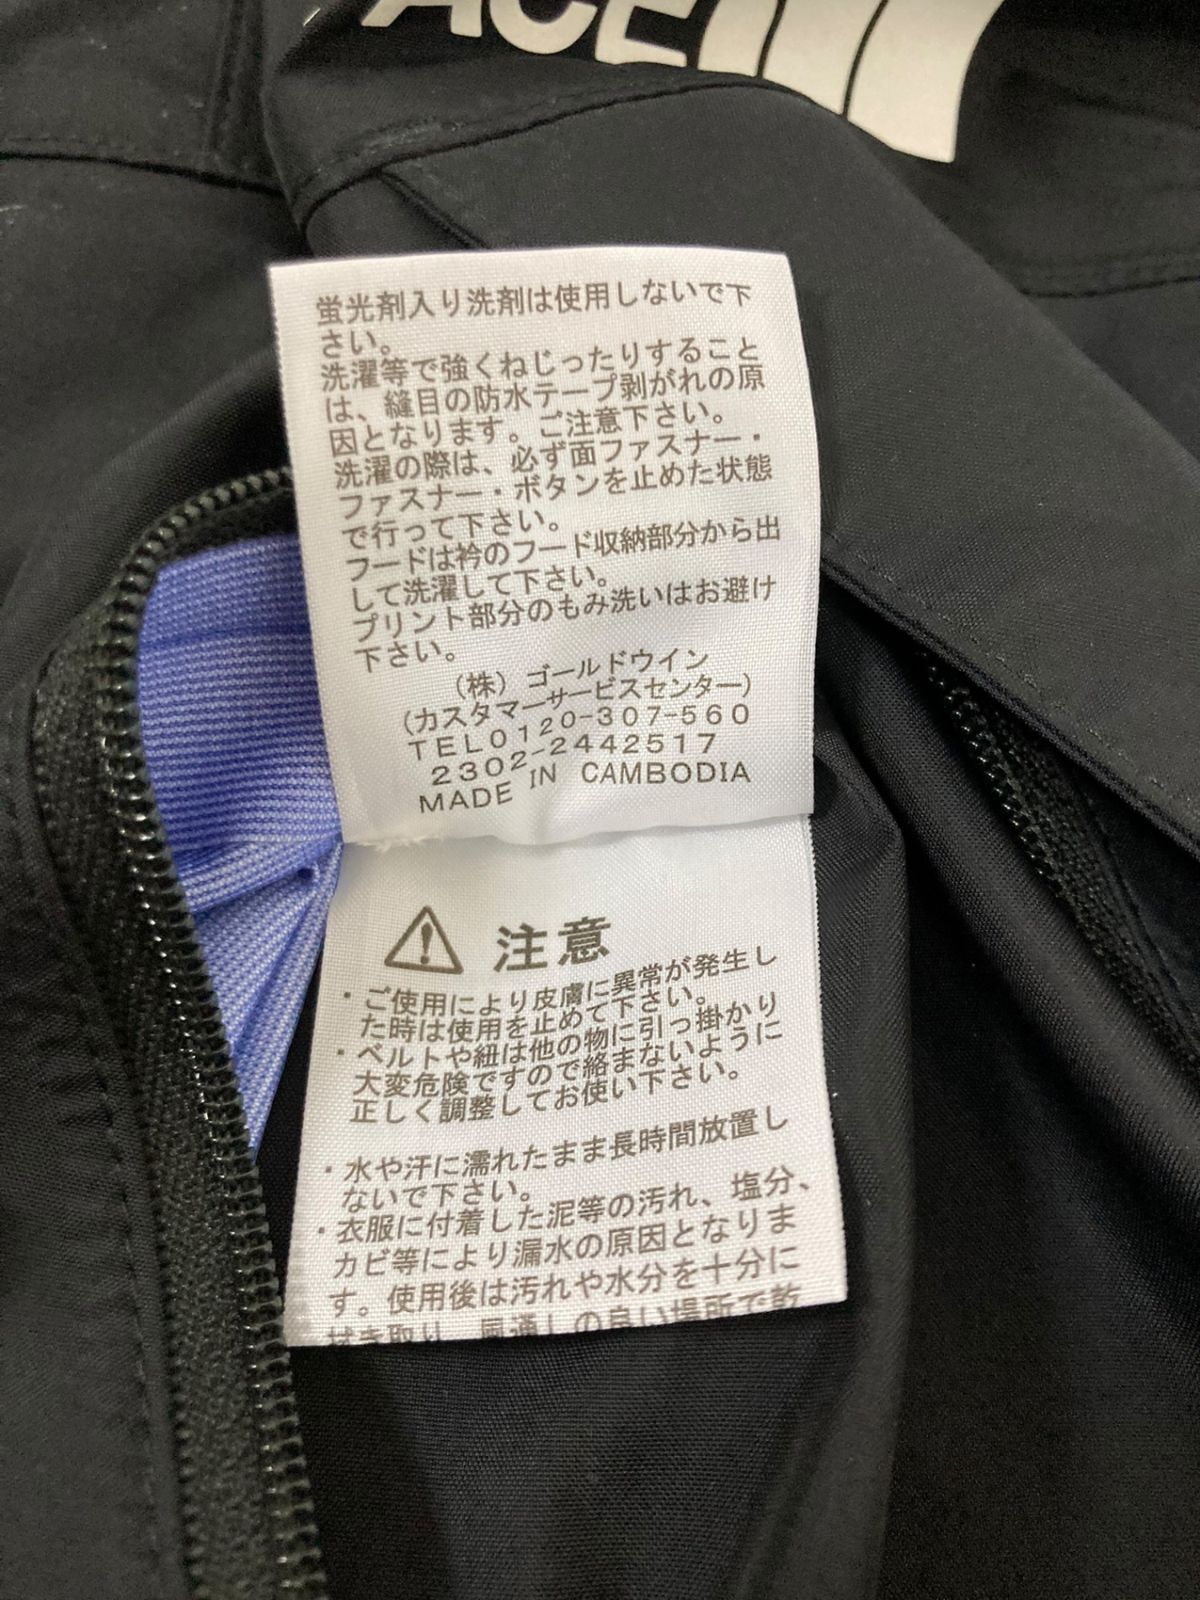 ACE
蛍光剤入り洗剤は使用しないで下
さい。
洗濯等で強くねじったりすること
は、縫目の防水テープ剥がれの原
因となります。ご注意下さい。
洗濯の際は、必ず面ファスナー・
ファスナー・ボタンを止めた状態
で行って下さい。
フードは衿のフード収納部分から出
して洗濯して下さい。
プリント部分のもみ洗いはお避け
下さい。
(株) ゴールドウイン
(カスタマーサービスセンター)
TEL0120-307-560
2302-2442517
MADE IN CAMBODIA
注意
・ご使用により皮膚に異常が発生し
た時は使用を止めて下さい。
・ベルトや紐は他の物に引っ掛かり
大変危険ですので絡まないように
正しく調整してお使い下さい。
・水や汗に濡れたまま長時間放置し
ないで下さい。
・衣服に付着した泥等の汚れ、塩分、
カビ等により漏水の原因となりま
す。使用後は汚れや水分を十分に
拭き取り、風通しの良い場所で乾